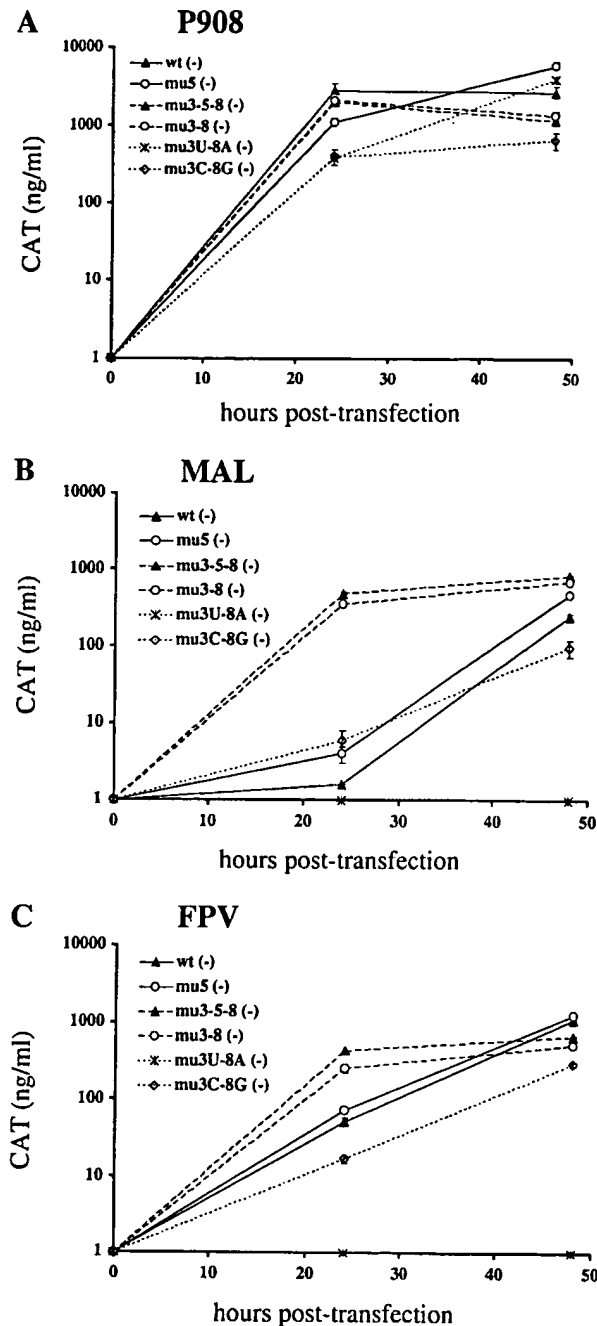 A P908
10000
1000
100
10
1
CAT (ng/ml)
wt (-)
mu5 (-)
mu3-5-8 (-)
mu3-8 (-)
mu3U-8A (-)
mu3C-8G (-)
0 10 20 30 40 50
hours post-transfection
B MAL
10000
1000
100
10
1
CAT (ng/ml)
wt (-)
mu5 (-)
mu3-5-8 (-)
mu3-8 (-)
mu3U-8A (-)
mu3C-8G (-)
0 10 20 30 40 50
hours post-transfection
C FPV
10000
1000
100
10
1
CAT (ng/ml)
wt (-)
mu5 (-)
mu3-5-8 (-)
mu3-8 (-)
mu3U-8A (-)
mu3C-8G (-)
0 10 20 30 40 50
hours post-transfection